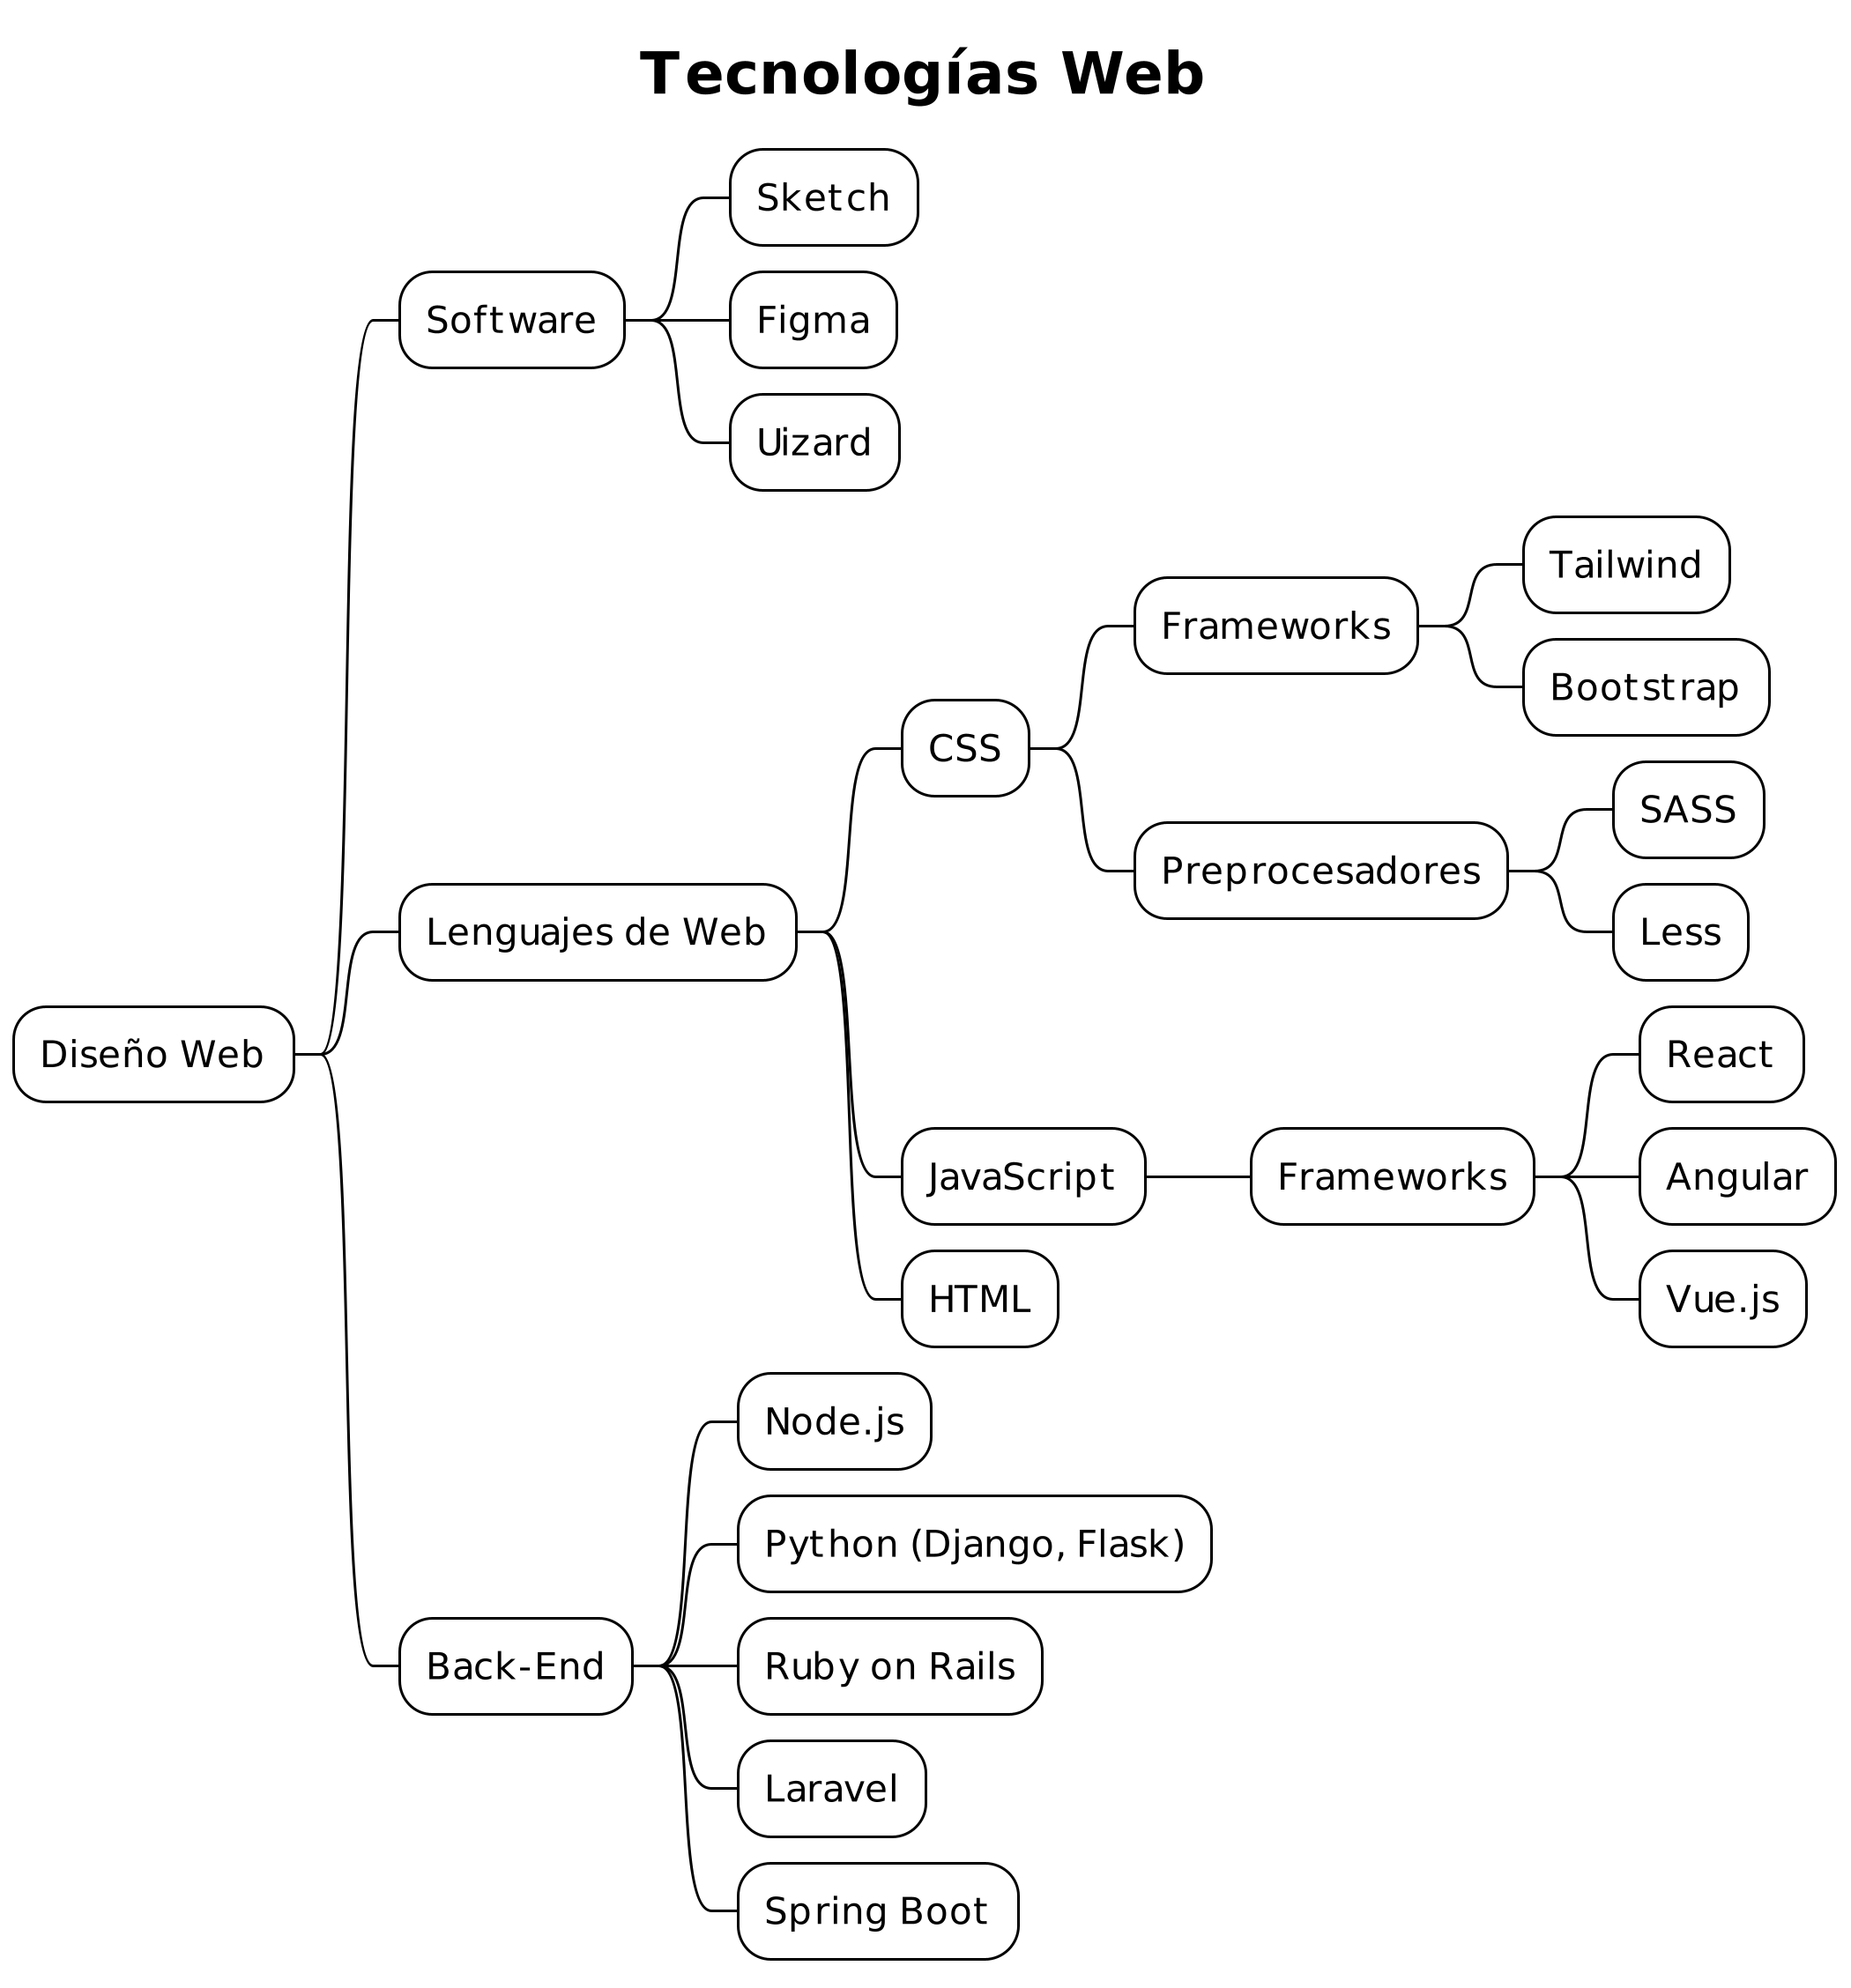 Tecnologías Web
Diseño Web
Software
Sketch
Figma
Uizard
Lenguajes de Web
CSS
Frameworks
Tailwind
Bootstrap
Preprocesadores
SASS
Less
JavaScript
Frameworks
React
Angular
Vue.js
HTML
Back-End
Node.js
Python (Django, Flask)
Ruby on Rails
Laravel
Spring Boot